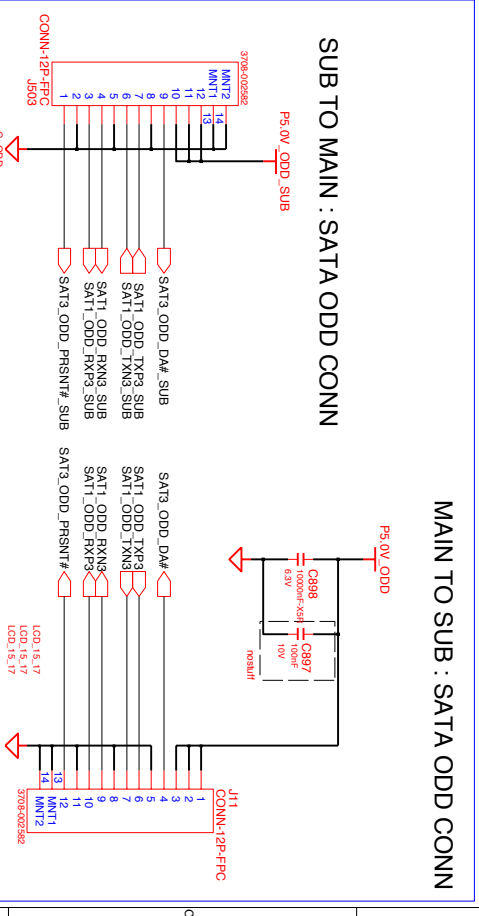 SUB TO MAIN : SATA ODD CONN
P5.0V_ODD_SUB
3708-002582
MNT2
MNT1
14
13
12
11
10
9
8
7
6
5
4
3
2
1
J503
CONN-12P-FPC
SAT3_ODD_DA#_SUB
SAT1_ODD_TXP3_SUB
SAT1_ODD_TXN3_SUB
SAT1_ODD_RXN3_SUB
SAT1_ODD_RXP3_SUB
SAT3_ODD_PRSNT#_SUB
MAIN TO SUB : SATA ODD CONN
P5.0V_ODD
C898
10000nF-X5R
6.3V
C897
100nF
10V
nostuff
SAT3_ODD_DA#
SAT1_ODD_TXP3
SAT1_ODD_TXN3
SAT1_ODD_RXN3
SAT1_ODD_RXP3
SAT3_ODD_PRSNT#
J11
CONN-12P-FPC
1
2
3
4
5
6
7
8
9
10
11
12
13
14
MNT1
MNT2
3708-002582
LCD_15_17
LCD_15_17
LCD_15_17
C